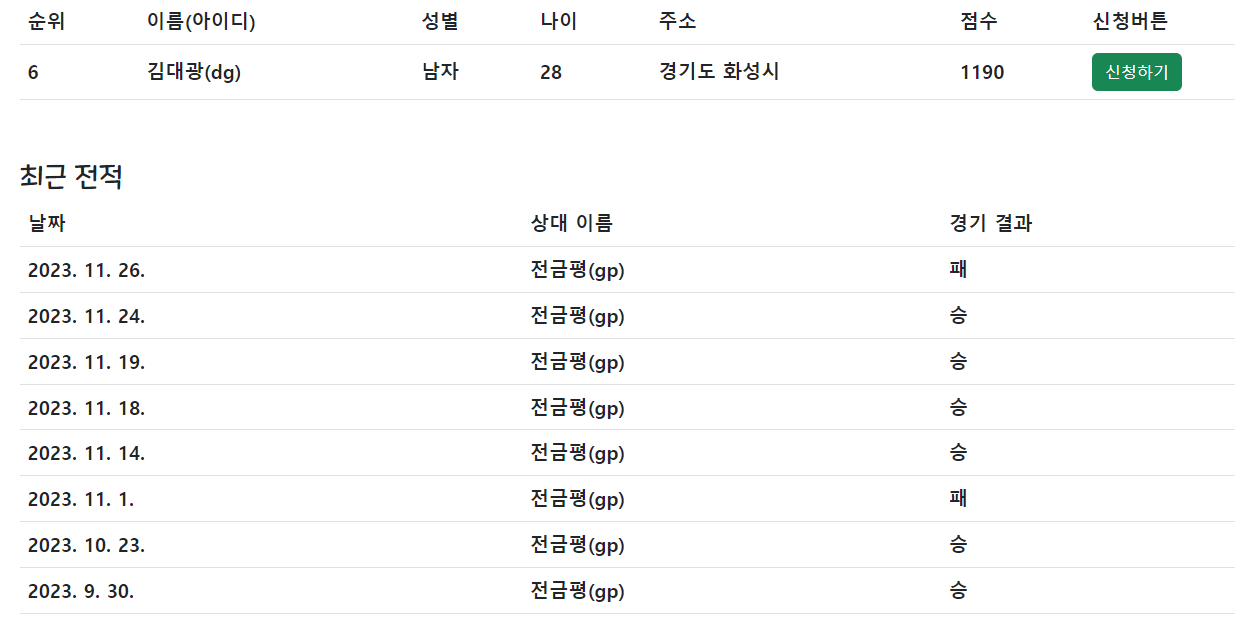 순위 이름(아이디) 성별 나이 주소 점수 신청버튼
6 김대광(dg) 남자 28 경기도 화성시 1190 신청하기
최근 전적
날짜 상대 이름 경기 결과
2023. 11. 26. 전금평(gp) 패
2023. 11. 24. 전금평(gp) 승
2023. 11. 19. 전금평(gp) 승
2023. 11. 18. 전금평(gp) 승
2023. 11. 14. 전금평(gp) 승
2023. 11. 1. 전금평(gp) 패
2023. 10. 23. 전금평(gp) 승
2023. 9. 30. 전금평(gp) 승